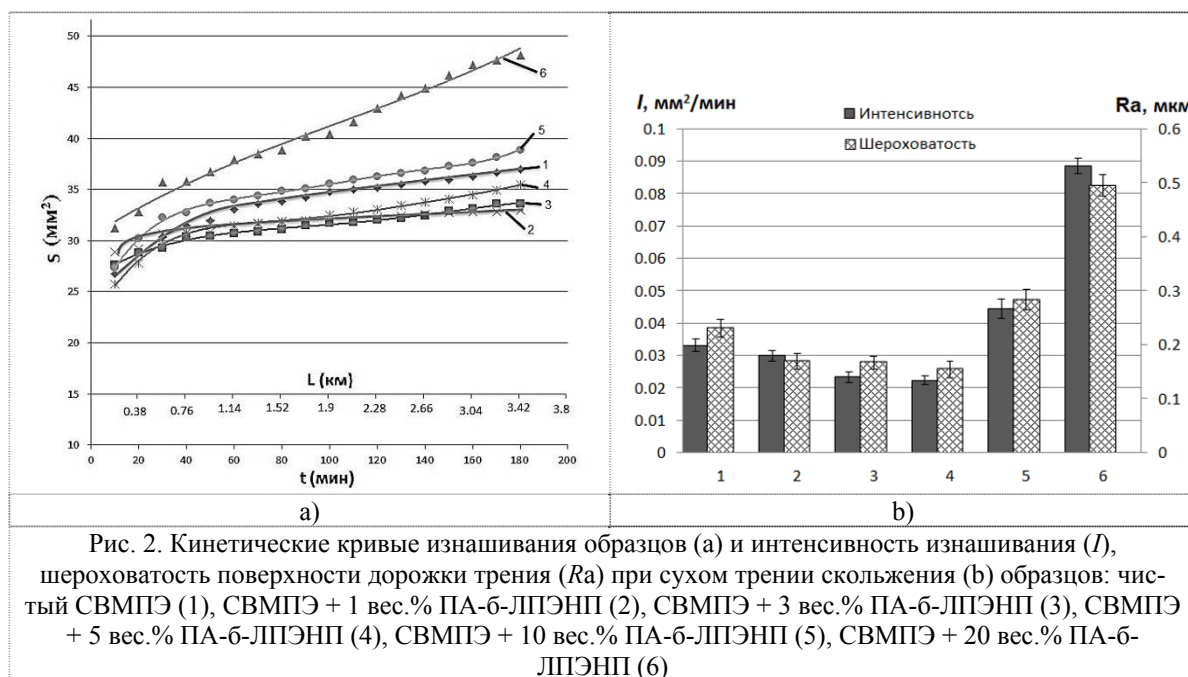 50
45
40
35
30
25
20
15
10
S (мм²)
6
5
1
4
3
2
L (км)
0.38 0.76 1.14 1.52 1.9 2.28 2.66 3.04 3.42 3.8
0 20 40 60 80 100 120 140 160 180 200
t (мин)
a)
I, мм²/мин
Ra, мкм
Интенсивнотсь
Шероховатость
0.1
0.09
0.08
0.07
0.06
0.05
0.04
0.03
0.02
0.01
0
0.6
0.5
0.4
0.3
0.2
0.1
0
1 2 3 4 5 6
b)
Рис. 2. Кинетические кривые изнашивания образцов (a) и интенсивность изнашивания (I),
шероховатость поверхности дорожки трения (Ra) при сухом трении скольжения (b) образцов: чис-
тый СВМПЭ (1), СВМПЭ + 1 вес.% ПА-б-ЛПЭНП (2), СВМПЭ + 3 вес.% ПА-б-ЛПЭНП (3), СВМПЭ
+ 5 вес.% ПА-б-ЛПЭНП (4), СВМПЭ + 10 вес.% ПА-б-ЛПЭНП (5), СВМПЭ + 20 вес.% ПА-б-
ЛПЭНП (6)